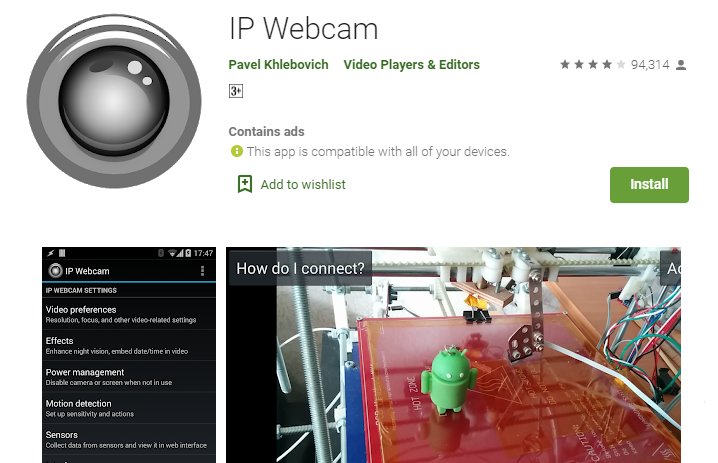 IP Webcam
Pavel Khlebovich Video Players & Editors 94,314
3+
Contains ads
This app is compatible with all of your devices.
Add to wishlist Install
17:47
IP Webcam
IP WEBCAM SETTINGS
Video preferences
Resolution, focus, and other video-related settings
Effects
Enhance night vision, embed date/time in video
Power management
Disable camera or screen when not in use
Motion detection
Set up sensitivity and actions
Sensors
Collect data from sensors and view it in web interface
How do I connect?
HOT ZONE
CAUTION